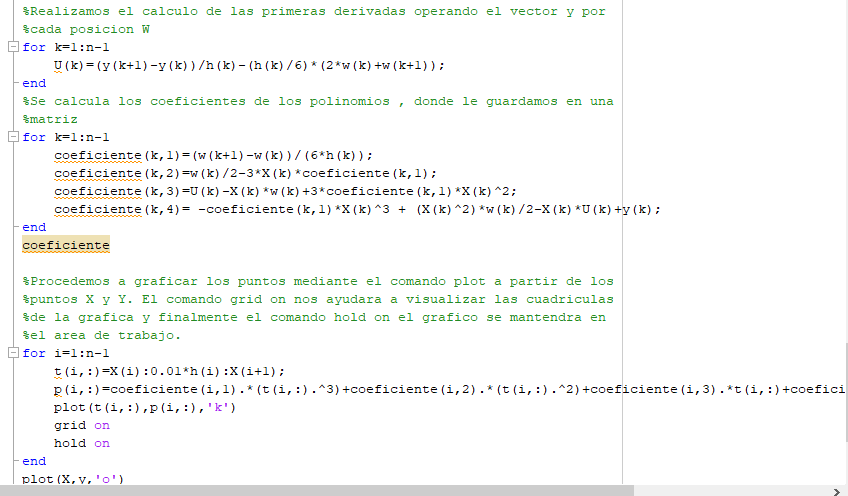 %Realizamos el calculo de las primeras derivadas operando el vector y por
%cada posicion W
for k=1:n-1
U(k)=(y(k+1)-y(k))/h(k)-(h(k)/6)*(2*w(k)+w(k+1));
end
%Se calcula los coeficientes de los polinomios , donde le guardamos en una
%matriz
for k=1:n-1
coeficiente(k,1)=(w(k+1)-w(k))/(6*h(k));
coeficiente(k,2)=w(k)/2-3*X(k)*coeficiente(k,1);
coeficiente(k,3)=U(k)-X(k)*w(k)+3*coeficiente(k,1)*X(k)^2;
coeficiente(k,4)= -coeficiente(k,1)*X(k)^3 + (X(k)^2)*w(k)/2-X(k)*U(k)+y(k);
end
coeficiente
%Procedemos a graficar los puntos mediante el comando plot a partir de los
%puntos X y Y. El comando grid on nos ayudara a visualizar las cuadriculas
%de la grafica y finalmente el comando hold on el grafico se mantendra en
%el area de trabajo.
for i=1:n-1
t(i,:)=X(i):0.01*h(i):X(i+1);
p(i,:)=coeficiente(i,1).*(t(i,:).^3)+coeficiente(i,2).*(t(i,:).^2)+coeficiente(i,3).*t(i,:)+coefici
plot(t(i,:),p(i,:),'k')
grid on
hold on
end
plot(X,y,'o')